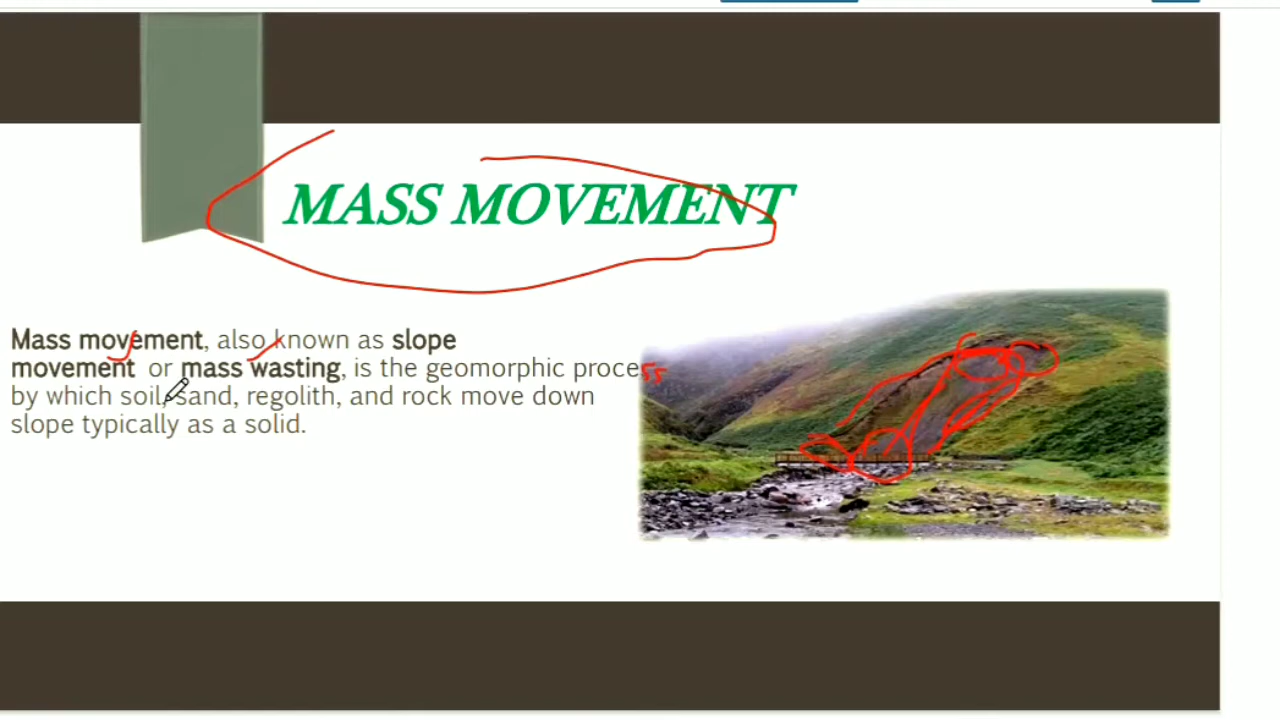 MASS MOVEMENT
Mass movement, also known as slope
movement or mass wasting, is the geomorphic process
by which soil, sand, regolith, and rock move down
slope typically as a solid.